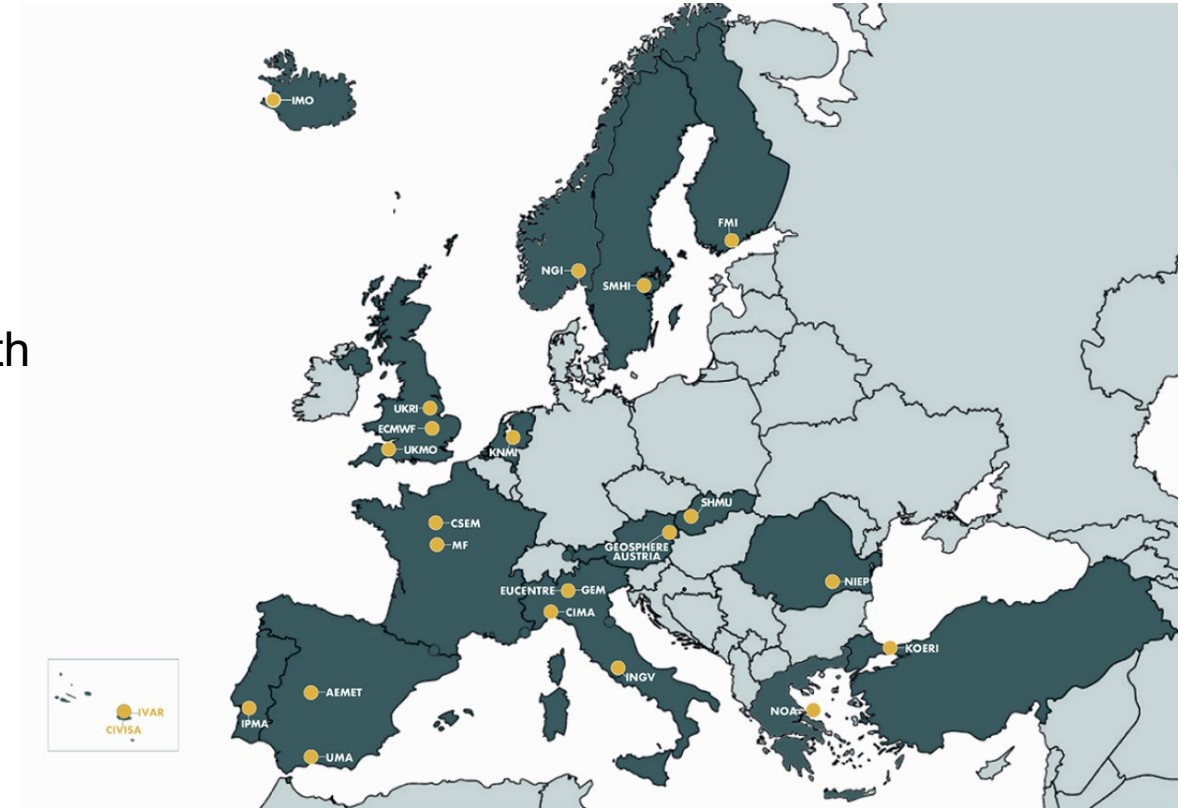 IMO
FMI
NGI
SMHI
th
UKRI
ECMWF
UKMO
KNMI
SHMU
CSEM
MF
GEOSPHERE
AUSTRIA
NIEP
EUCENTRE
GEM
CIMA
KOERI
INGV
AEMET
NOA
IPMA
IVAR
CIVISA
UMA